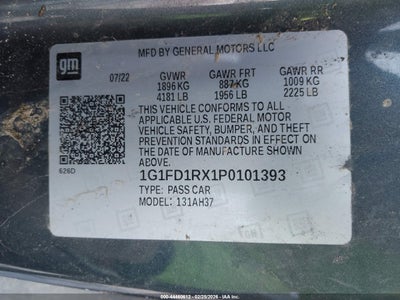 MFD BY GENERAL MOTORS LLC
gm
07/22 GVWR GAWR FRT GAWR RR
1896 KG 887 KG 1009 KG
4181 LB 1956 LB 2225 LB
THIS VEHICLE CONFORMS TO ALL
APPLICABLE U.S. FEDERAL MOTOR
VEHICLE SAFETY, BUMPER, AND THEFT
PREVENTION STANDARDS IN EFFECT ON
THE DATE OF MANUFACTURE SHOWN ABOVE.
626D
1G1FD1RX1P0101393
TYPE: PASS CAR
MODEL: 131AH37
000-44460613 - 02/28/2026 - IAA Inc. -